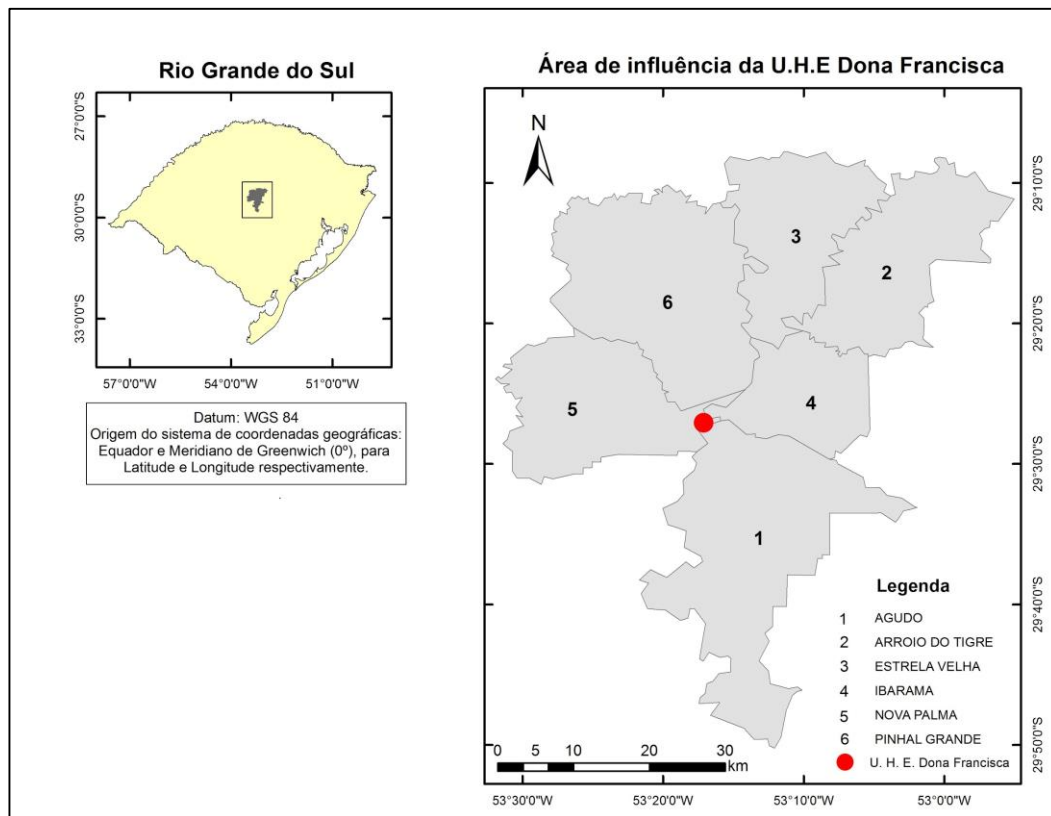 Rio Grande do Sul
27°0'0"S
30°0'0"S
33°0'0"S
57°0'0"W
54°0'0"W
51°0'0"W
Datum: WGS 84
Origem do sistema de coordenadas geográficas:
Equador e Meridiano de Greenwich (0º), para
Latitude e Longitude respectivamente.
Área de influência da U.H.E Dona Francisca
N
3
2
6
4
5
1
29°10'0"S
29°20'0"S
29°30'0"S
29°40'0"S
29°50'0"S
Legenda
1 AGUDO
2 ARROIO DO TIGRE
3 ESTRELA VELHA
4 IBARAMA
5 NOVA PALMA
6 PINHAL GRANDE
U. H. E. Dona Francisca
0 5 10 20 30
km
53°30'0"W
53°20'0"W
53°10'0"W
53°0'0"W